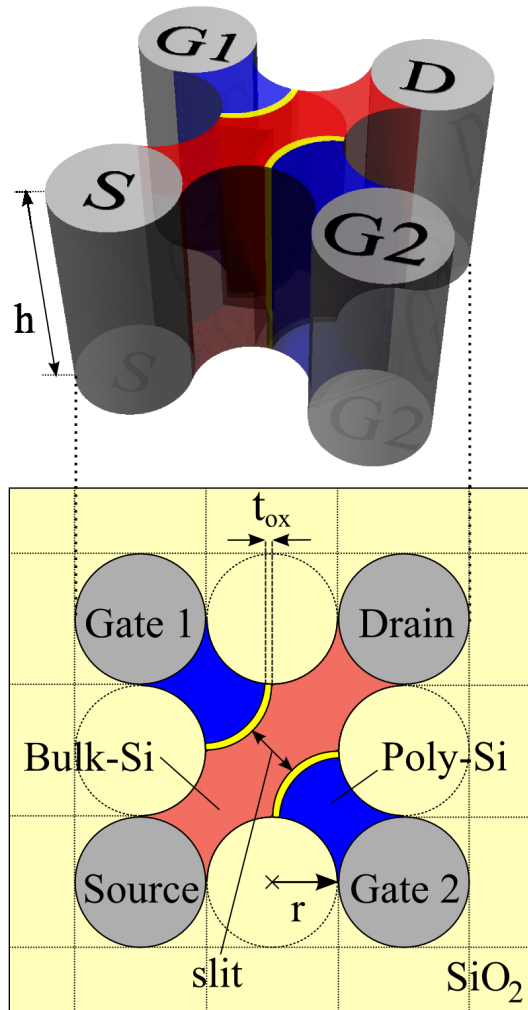 G1
D
S
G2
h
S
G2
t_ox
Gate 1
Drain
Bulk-Si
Poly-Si
Source
r
Gate 2
slit
SiO₂